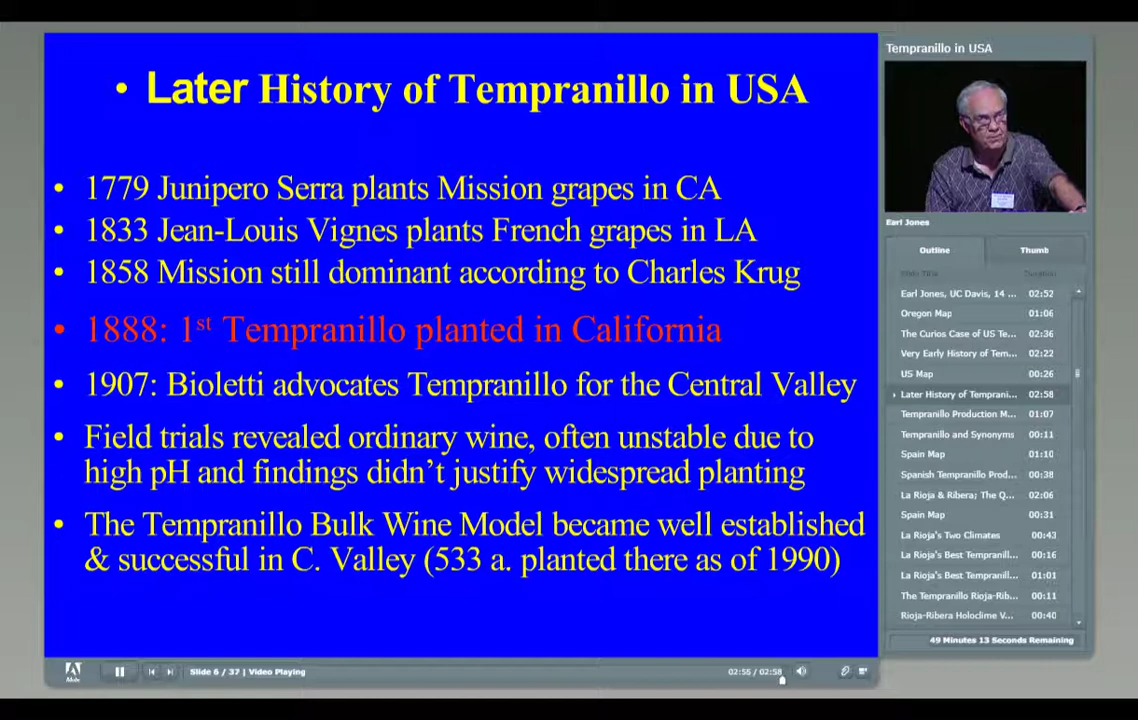 • Later History of Tempranillo in USA
• 1779 Junipero Serra plants Mission grapes in CA
• 1833 Jean-Louis Vignes plants French grapes in LA
• 1858 Mission still dominant according to Charles Krug
• 1888: 1st Tempranillo planted in California
• 1907: Bioletti advocates Tempranillo for the Central Valley
• Field trials revealed ordinary wine, often unstable due to
high pH and findings didn't justify widespread planting
• The Tempranillo Bulk Wine Model became well established
& successful in C. Valley (533 a. planted there as of 1990)
Tempranillo in USA
Earl Jones
Outline Thumb
Slide Title Duration
Earl Jones, UC Davis, 14 ... 02:52
Oregon Map 01:06
The Curios Case of US Te... 02:36
Very Early History of Tem... 02:22
US Map 00:26
Later History of Temprani... 02:58
Tempranillo Production M... 01:07
Tempranillo and Synonyms 00:11
Spain Map 01:10
Spanish Tempranillo Prod... 00:38
La Rioja & Ribera; The Q... 02:06
Spain Map 00:31
La Rioja's Two Climates 00:43
La Rioja's Best Tempranill... 00:16
La Rioja's Best Tempranill... 01:01
The Tempranillo Rioja-Rib... 00:11
Rioja-Ribera Holoclime V... 00:40
49 Minutes 13 Seconds Remaining
Adobe
Slide 6 / 37 | Video Playing
02:55 / 02:58